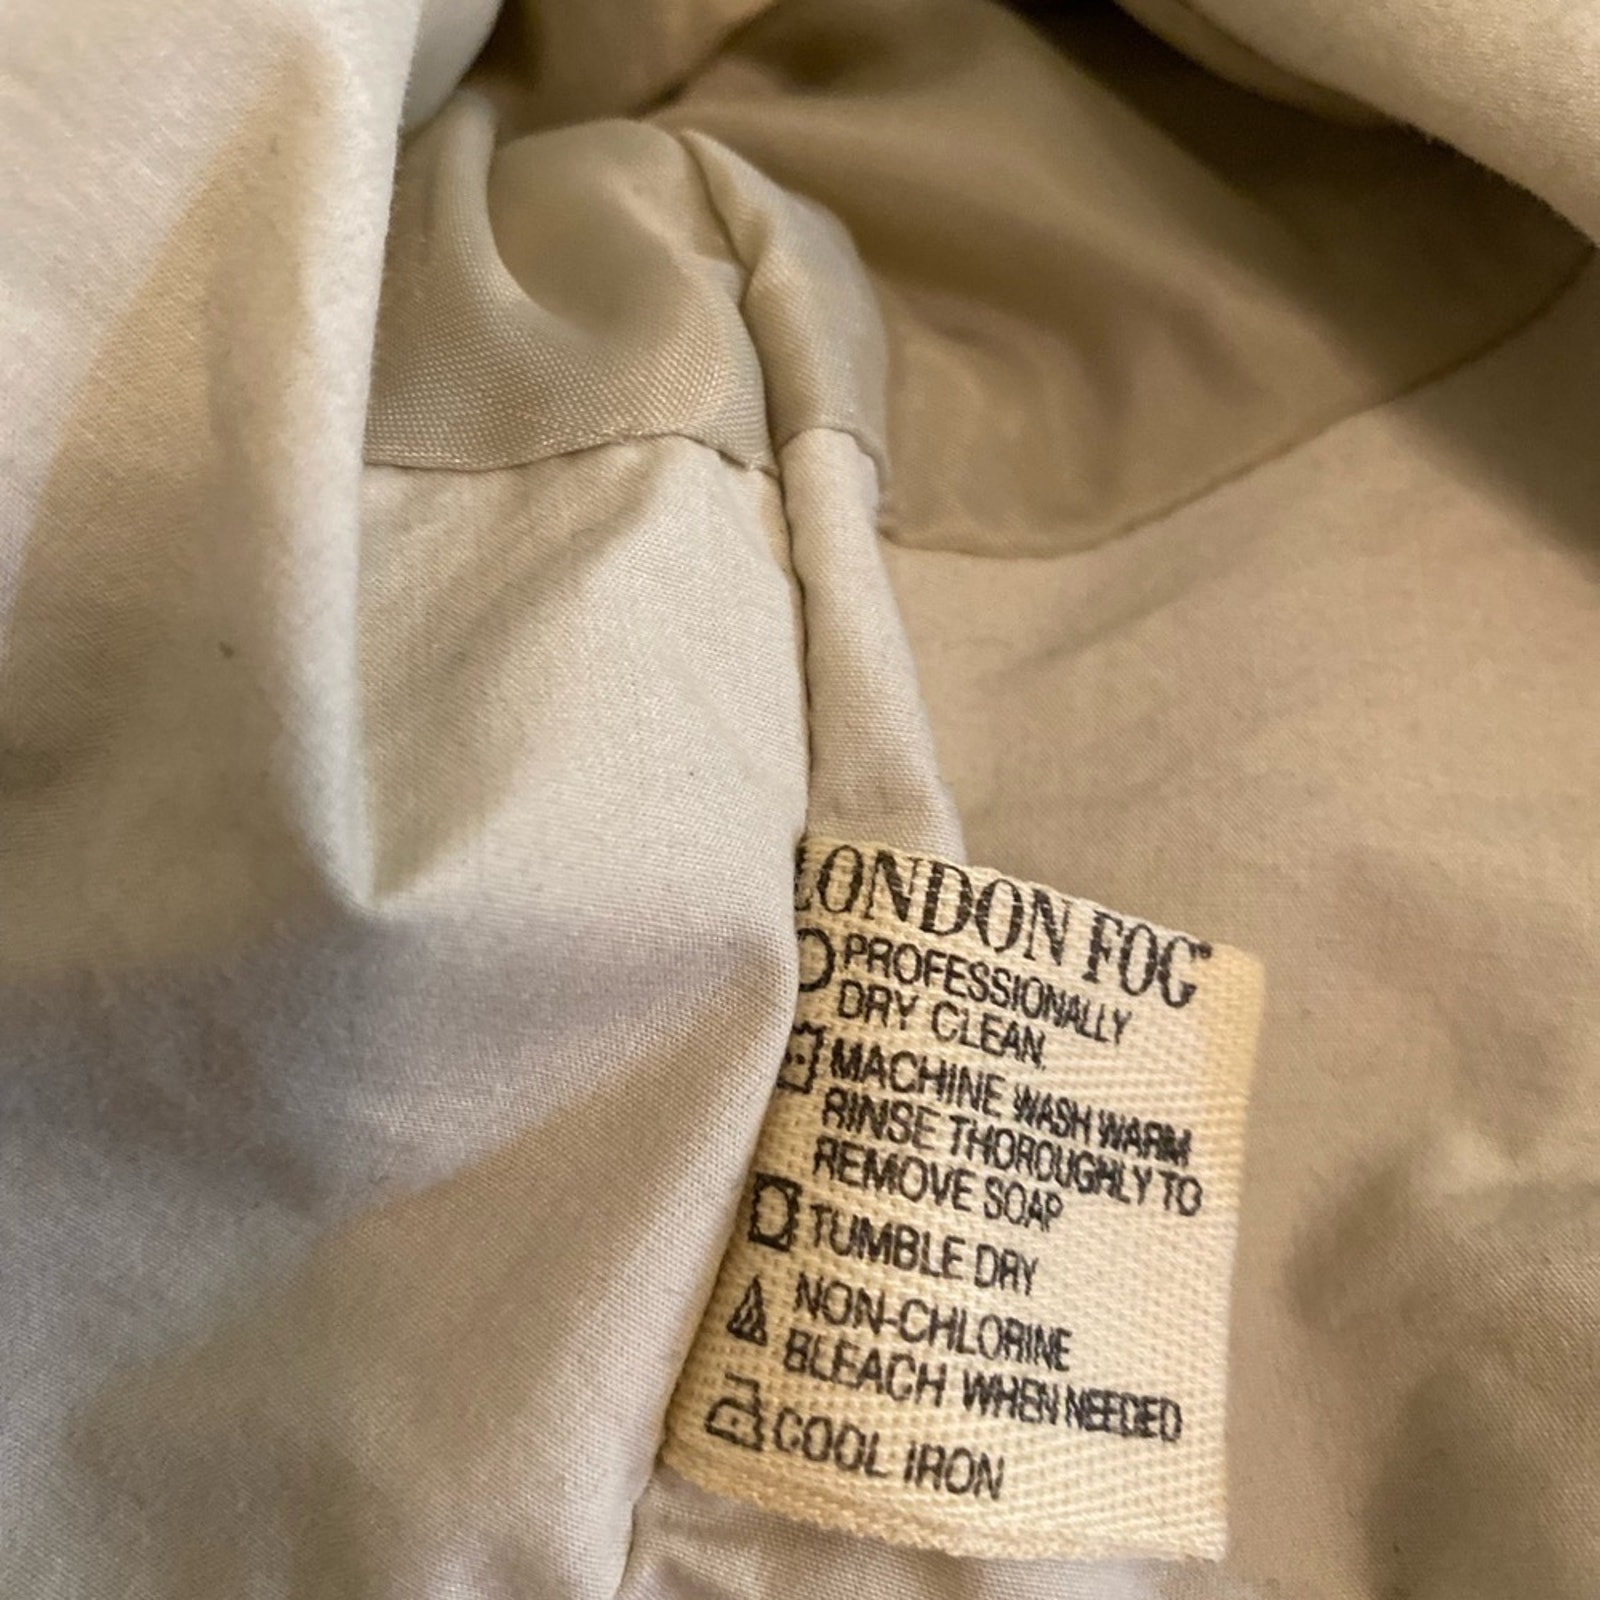 LONDON FOG®
PROFESSIONALLY
DRY CLEAN.
MACHINE WASH WARM
RINSE THOROUGHLY TO
REMOVE SOAP
TUMBLE DRY
NON-CHLORINE
BLEACH WHEN NEEDED
COOL IRON